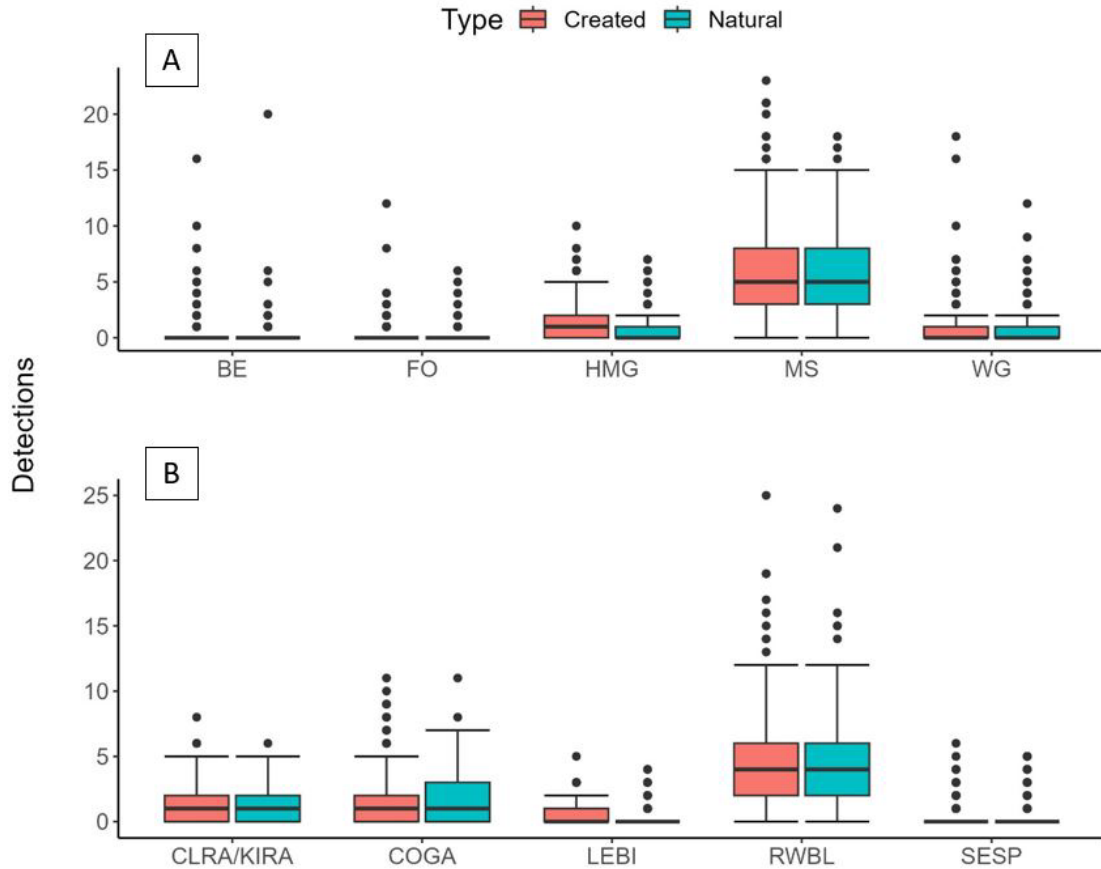 Type Created Natural
A
20
15
10
5
0
BE FO HMG MS WG
Detections
B
25
20
15
10
5
0
CLRA/KIRA COGA LEBI RWBL SESP